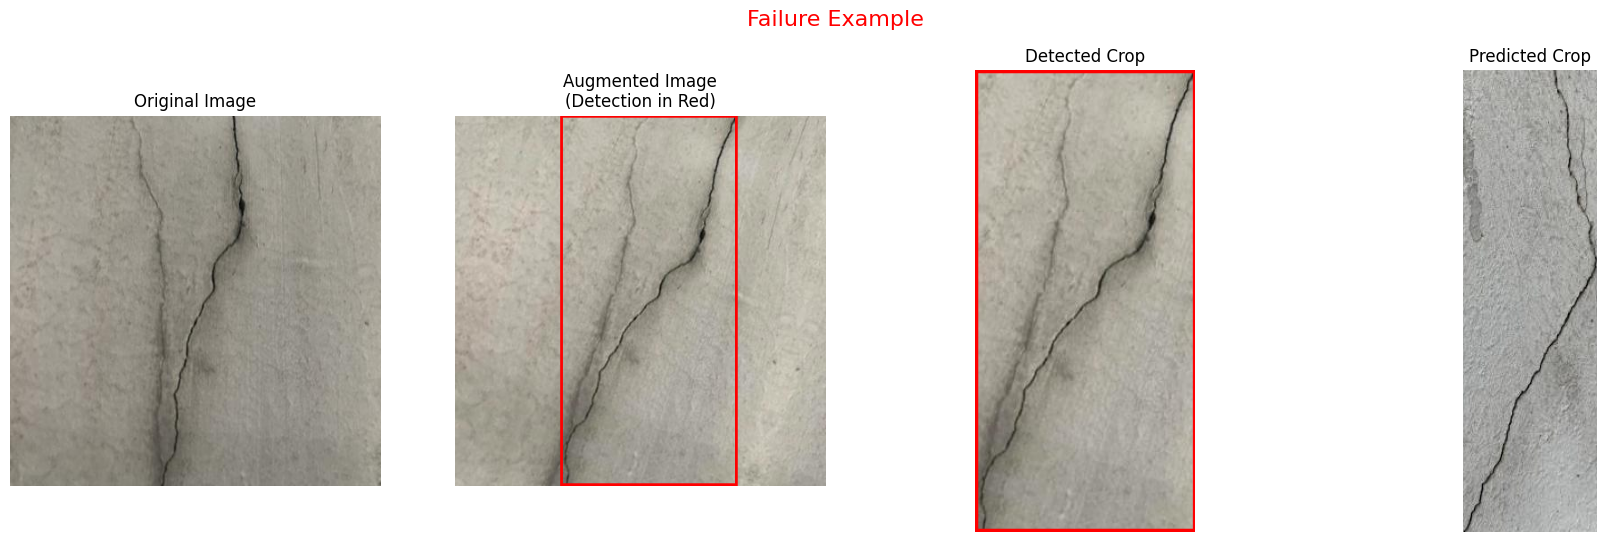 Failure Example
Original Image
Augmented Image
(Detection in Red)
Detected Crop
Predicted Crop